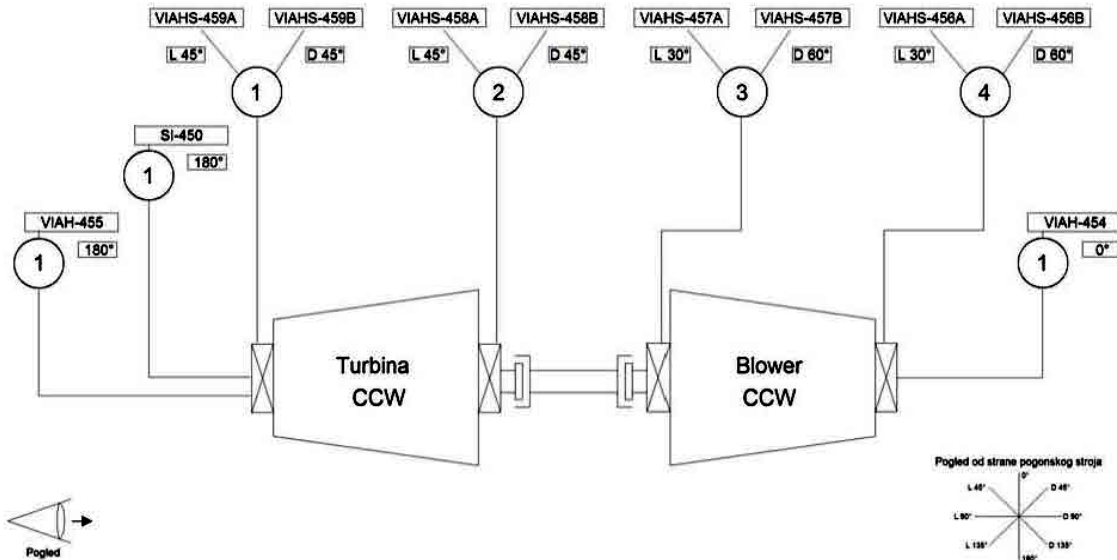 VIAHS-459A VIAHS-459B VIAHS-458A VIAHS-458B VIAHS-457A VIAHS-457B VIAHS-456A VIAHS-456B
L 45° D 45° L 45° D 45° L 30° D 60° L 30° D 60°
1 2 3 4
SI-450
180°
1
VIAH-455
180°
1
VIAH-454
0°
1
Turbina
CCW
Blower
CCW
Pogled
Pogled od strane pogonskog stroja
0°
L 45° D 45°
L 90° D 90°
L 135° D 135°
180°